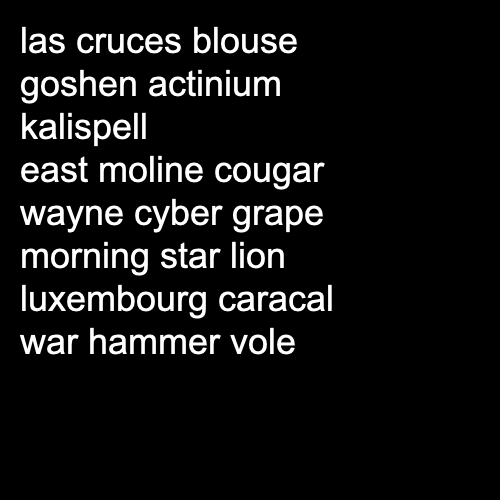 las cruces blouse
goshen actinium
kalispell
east moline cougar
wayne cyber grape
morning star lion
luxembourg caracal
war hammer vole